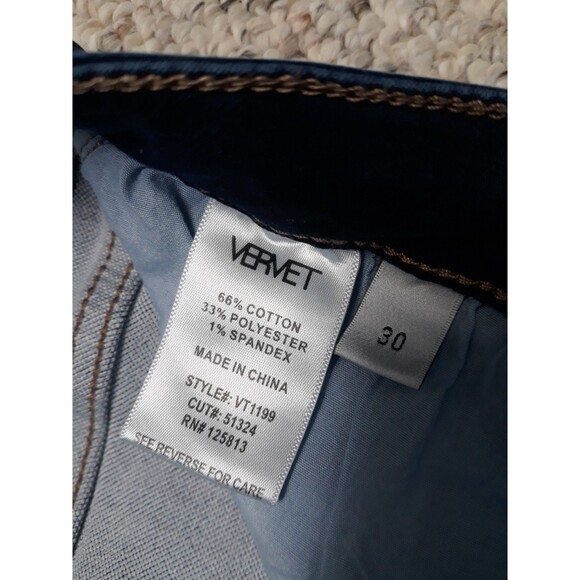 VERVET
66% COTTON
33% POLYESTER
1% SPANDEX
MADE IN CHINA
STYLE#: VT1199
CUT#: 51324
RN# 125813
SEE REVERSE FOR CARE
30